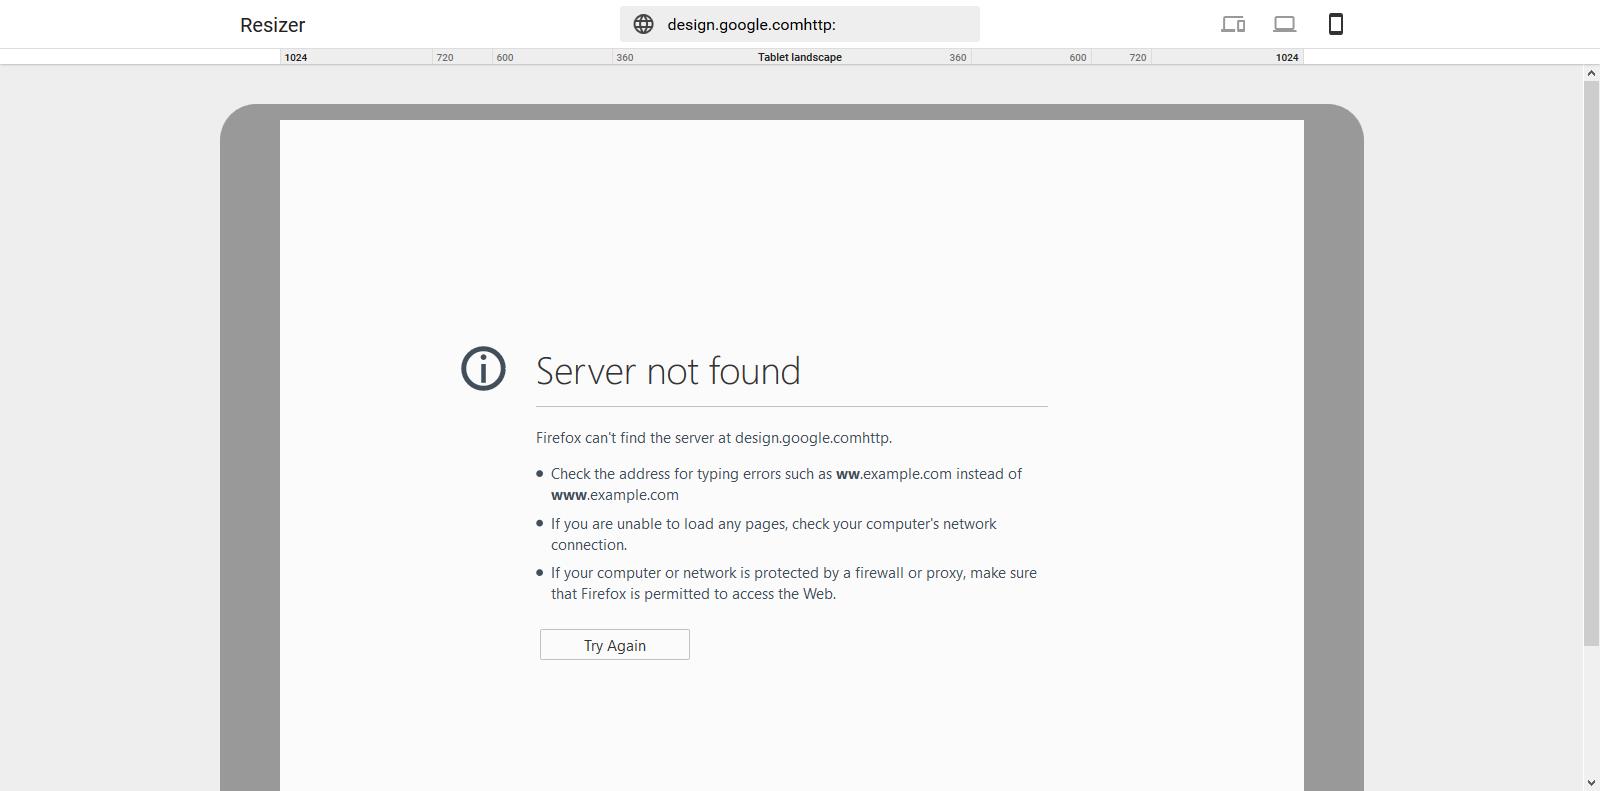 Resizer
design.google.comhttp:
1024 720 600 360 Tablet landscape 360 600 720 1024
Server not found
Firefox can't find the server at design.google.comhttp.
Check the address for typing errors such as ww.example.com instead of
www.example.com
If you are unable to load any pages, check your computer's network
connection.
If your computer or network is protected by a firewall or proxy, make sure
that Firefox is permitted to access the Web.
Try Again